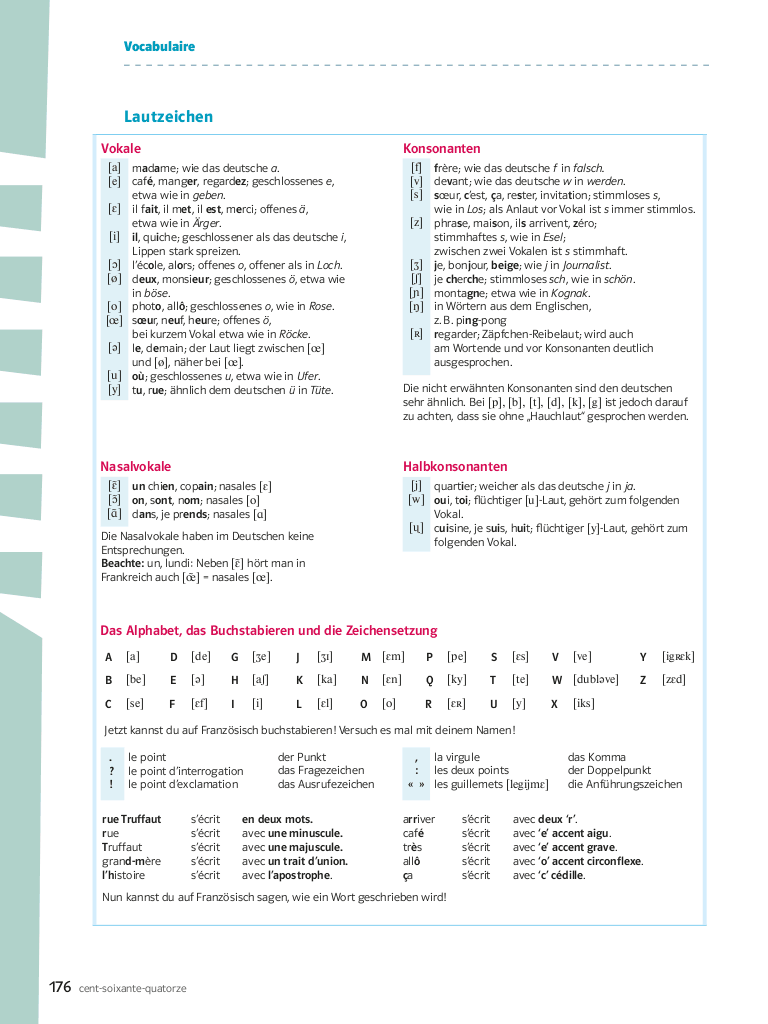 Vocabulaire
Lautzeichen
Vokale
[a] madame; wie das deutsche a.
[e] café, manger, regardez; geschlossenes e,
etwa wie in geben.
[ɛ] il fait, il met, il est, merci; offenes ä,
etwa wie in Ärger.
[i] il, quiche; geschlossener als das deutsche i,
Lippen stark spreizen.
[ɔ] l'école, alors; offenes o, offener als in Loch.
[ø] deux, monsieur; geschlossenes ö, etwa wie
in böse.
[o] photo, allô; geschlossenes o, wie in Rose.
[œ] sœur, neuf, heure; offenes ö,
bei kurzem Vokal etwa wie in Röcke.
[ə] le, demain; der Laut liegt zwischen [œ]
und [ø], näher bei [œ].
[u] où; geschlossenes u, etwa wie in Ufer.
[y] tu, rue; ähnlich dem deutschen ü in Tüte.
Konsonanten
[f] frère; wie das deutsche f in falsch.
[v] devant; wie das deutsche w in werden.
[s] sœur, c'est, ça, rester, invitation; stimmloses s,
wie in Los; als Anlaut vor Vokal ist s immer stimmlos.
[z] phrase, maison, ils arrivent, zéro;
stimmhaftes s, wie in Esel;
zwischen zwei Vokalen ist s stimmhaft.
[ʒ] je, bonjour, beige; wie j in Journalist.
[ʃ] je cherche; stimmloses sch, wie in schön.
[ɲ] montagne; etwa wie in Kognak.
[ŋ] in Wörtern aus dem Englischen,
z. B. ping-pong
[ʀ] regarder; Zäpfchen-Reibelaut; wird auch
am Wortende und vor Konsonanten deutlich
ausgesprochen.
Die nicht erwähnten Konsonanten sind den deutschen
sehr ähnlich. Bei [p], [b], [t], [d], [k], [g] ist jedoch darauf
zu achten, dass sie ohne „Hauchlaut“ gesprochen werden.
Nasalvokale
[ɛ̃] un chien, copain; nasales [ɛ]
[ɔ̃] on, sont, nom; nasales [o]
[ɑ̃] dans, je prends; nasales [ɑ]
Die Nasalvokale haben im Deutschen keine
Entsprechungen.
Beachte: un, lundi: Neben [ɛ̃] hört man in
Frankreich auch [œ̃] = nasales [œ].
Halbkonsonanten
[j] quartier; weicher als das deutsche j in ja.
[w] oui, toi; flüchtiger [u]-Laut, gehört zum folgenden
Vokal.
[ɥ] cuisine, je suis, huit; flüchtiger [y]-Laut, gehört zum
folgenden Vokal.
Das Alphabet, das Buchstabieren und die Zeichensetzung
A [a] D [de] G [ʒe] J [ʒɪ] M [ɛm] P [pe] S [ɛs] V [ve] Y [igʀɛk]
B [be] E [ə] H [aʃ] K [ka] N [ɛn] Q [ky] T [te] W [dubləve] Z [zɛd]
C [se] F [ɛf] I [i] L [ɛl] O [o] R [ɛʀ] U [y] X [iks]
Jetzt kannst du auf Französisch buchstabieren! Versuch es mal mit deinem Namen!
. le point der Punkt
? le point d'interrogation das Fragezeichen
! le point d'exclamation das Ausrufezeichen
, la virgule das Komma
: les deux points der Doppelpunkt
« » les guillemets [legijmɛ] die Anführungszeichen
rue Truffaut s'écrit en deux mots.
rue s'écrit avec une minuscule.
Truffaut s'écrit avec une majuscule.
grand-mère s'écrit avec un trait d'union.
l'histoire s'écrit avec l'apostrophe.
arriver s'écrit avec deux ‘r’.
café s'écrit avec ‘e’ accent aigu.
très s'écrit avec ‘e’ accent grave.
allô s'écrit avec ‘o’ accent circonflexe.
ça s'écrit avec ‘c’ cédille.
Nun kannst du auf Französisch sagen, wie ein Wort geschrieben wird!
176 cent-soixante-quatorze